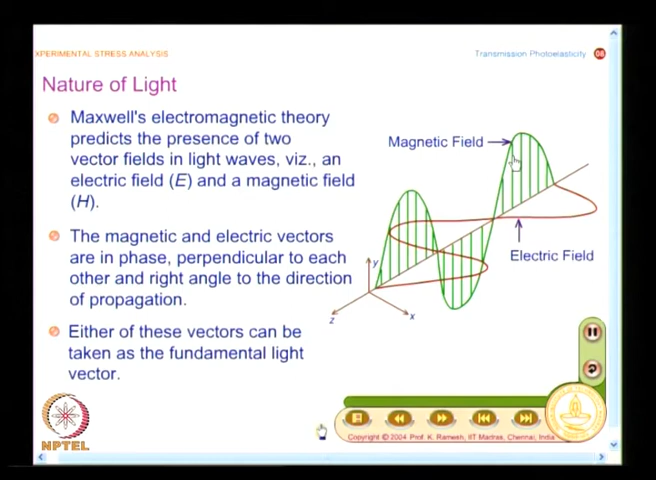 XPERIMENTAL STRESS ANALYSIS
Transmission Photoelasticity 08
Nature of Light
Maxwell's electromagnetic theory
predicts the presence of two
vector fields in light waves, viz., an
electric field (E) and a magnetic field
(H).
The magnetic and electric vectors
are in phase, perpendicular to each
other and right angle to the direction
of propagation.
Either of these vectors can be
taken as the fundamental light
vector.
Magnetic Field
Electric Field
y
z
x
NPTEL
Copyright © 2004 Prof. K. Ramesh, IIT Madras, Chennai, India